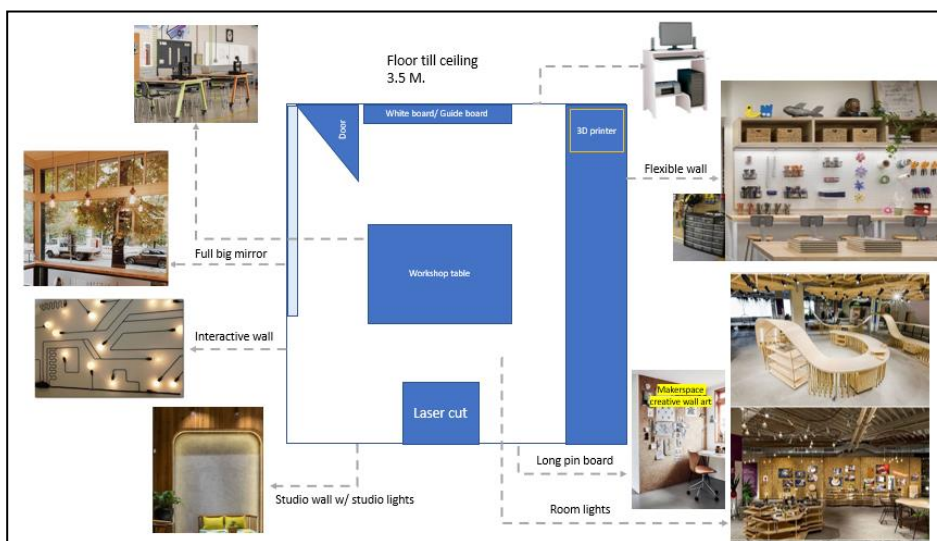 Floor till ceiling
3.5 M.
Door
White board/ Guide board
3D printer
Flexible wall
Full big mirror
Workshop table
Interactive wall
Makerspace
creative wall art
Laser cut
Long pin board
Studio wall w/ studio lights
Room lights